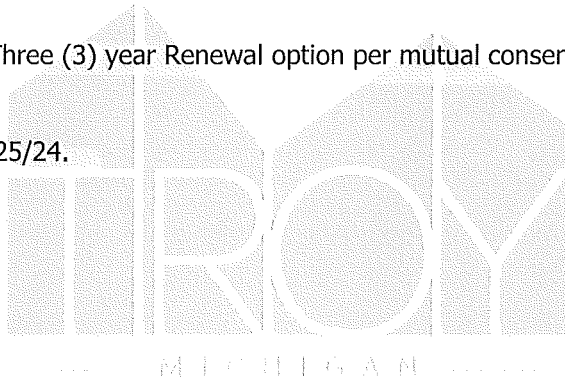 Three (3) year Renewal option per mutual conser
25/24.
TROY
MICHIGAN